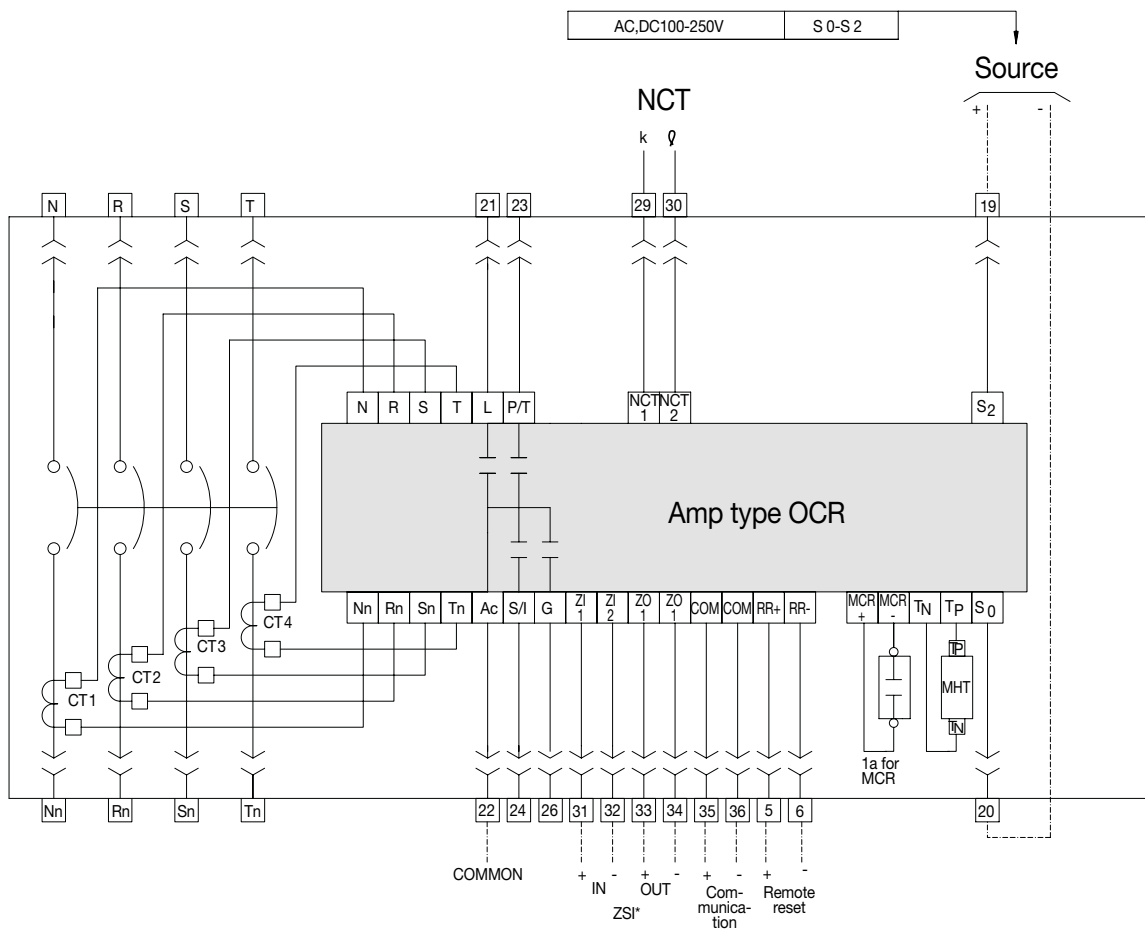 AC,DC100-250V S 0-S 2
Source
+ -
NCT
k ℓ
N R S T 21 23 29 30 19
N R S T L P/T NCT 1 NCT 2 S2
Amp type OCR
Nn Rn Sn Tn Ac S/I G ZI 1 ZI 2 ZO 1 ZO 1 COM COM RR+ RR- MCR + MCR - TN TP S0
CT4
CT3
CT2
CT1
TP
MHT
TN
1a for
MCR
Nn Rn Sn Tn 22 24 26 31 32 33 34 35 36 5 6 20
COMMON
+ - + - + - + -
IN OUT
ZSI*
Com-
munica-
tion
Remote
reset